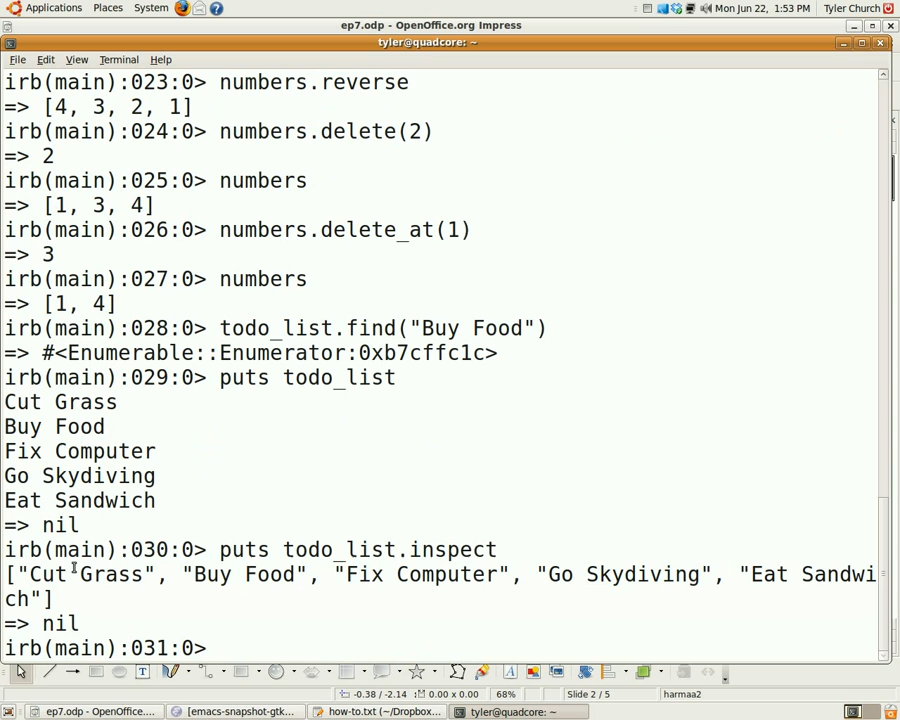 Applications Places System Mon Jun 22, 1:53 PM Tyler Church
ep7.odp - OpenOffice.org Impress
tyler@quadcore: ~
File Edit View Terminal Help
irb(main):023:0> numbers.reverse
=> [4, 3, 2, 1]
irb(main):024:0> numbers.delete(2)
=> 2
irb(main):025:0> numbers
=> [1, 3, 4]
irb(main):026:0> numbers.delete_at(1)
=> 3
irb(main):027:0> numbers
=> [1, 4]
irb(main):028:0> todo_list.find("Buy Food")
=> #<Enumerable::Enumerator:0xb7cffc1c>
irb(main):029:0> puts todo_list
Cut Grass
Buy Food
Fix Computer
Go Skydiving
Eat Sandwich
=> nil
irb(main):030:0> puts todo_list.inspect
["Cut Grass", "Buy Food", "Fix Computer", "Go Skydiving", "Eat Sandwi
ch"]
=> nil
irb(main):031:0>
-0.38 / -2.14 0.00 x 0.00 68% Slide 2 / 5 harmaa2
ep7.odp - OpenOffice.... [emacs-snapshot-gtk... how-to.txt (~/Dropbox... tyler@quadcore: ~